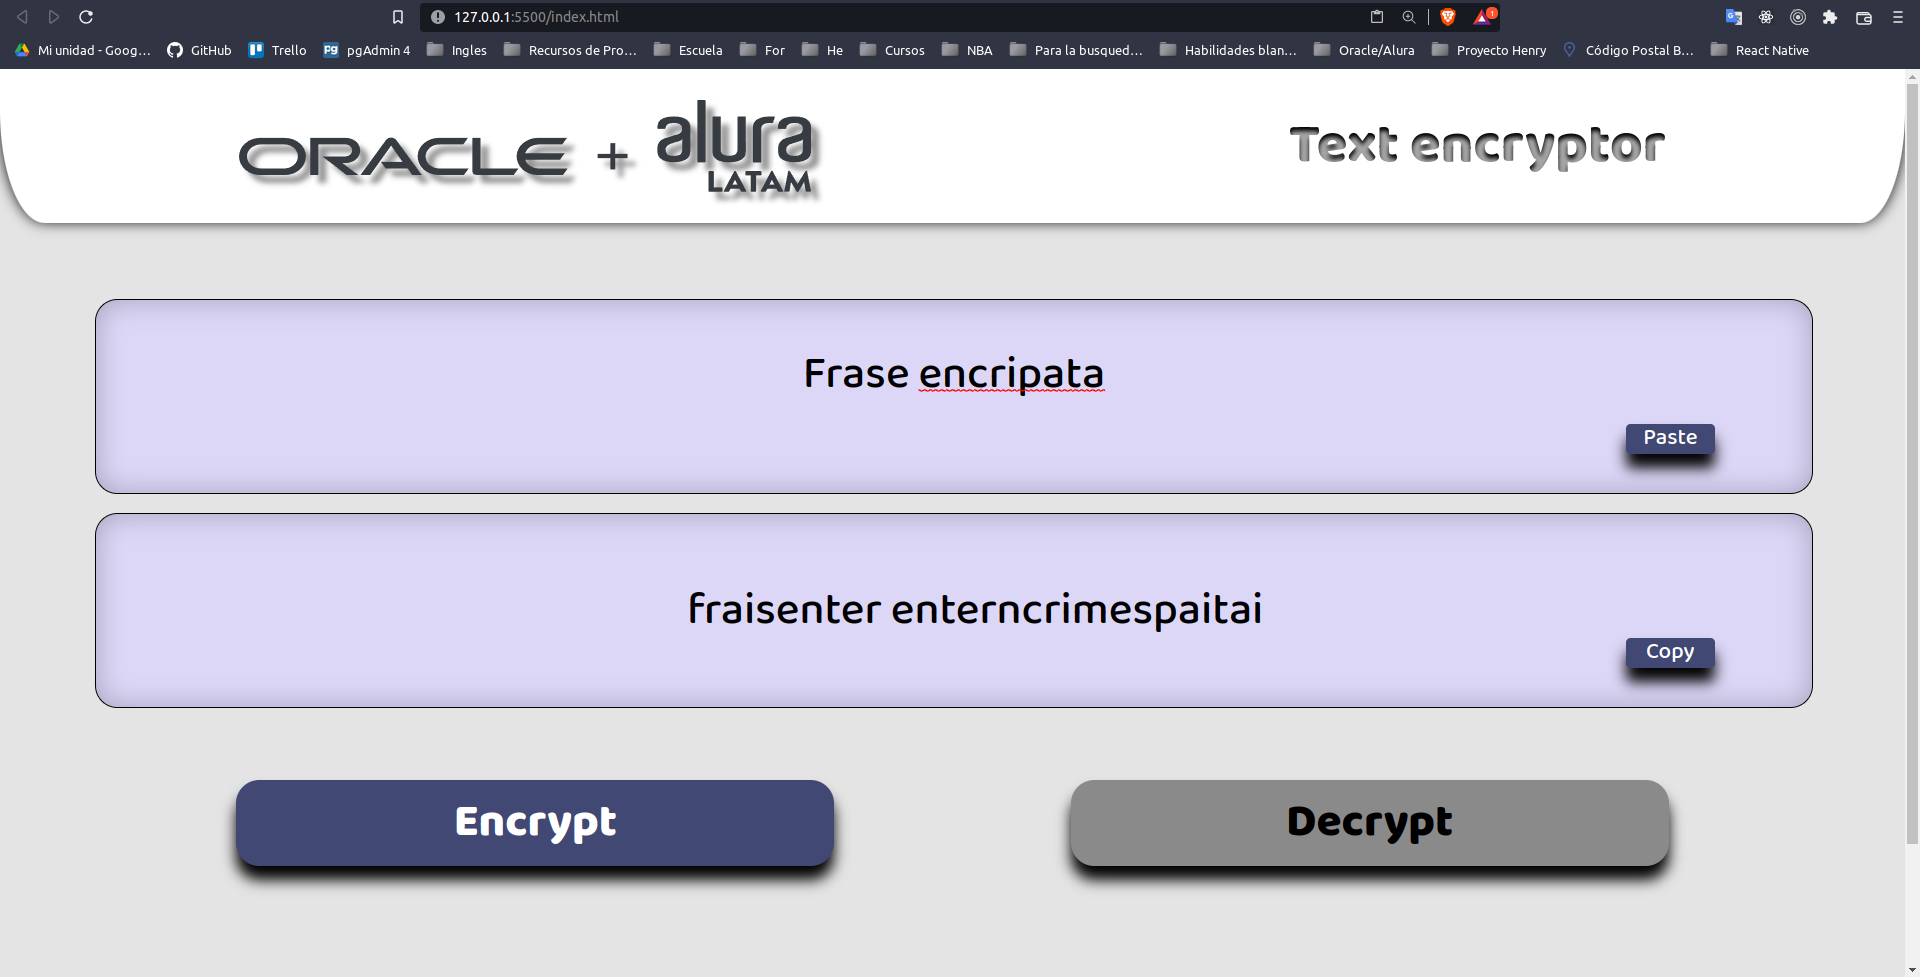 127.0.0.1:5500/index.html
1
Mi unidad - Goog… GitHub Trello pgAdmin 4 Ingles Recursos de Pro… Escuela For He Cursos NBA Para la busqued… Habilidades blan… Oracle/Alura Proyecto Henry Código Postal B… React Native
ORACLE + alura
LATAM
Text encryptor
Frase encripata
Paste
fraisenter enterncrimespaitai
Copy
Encrypt Decrypt